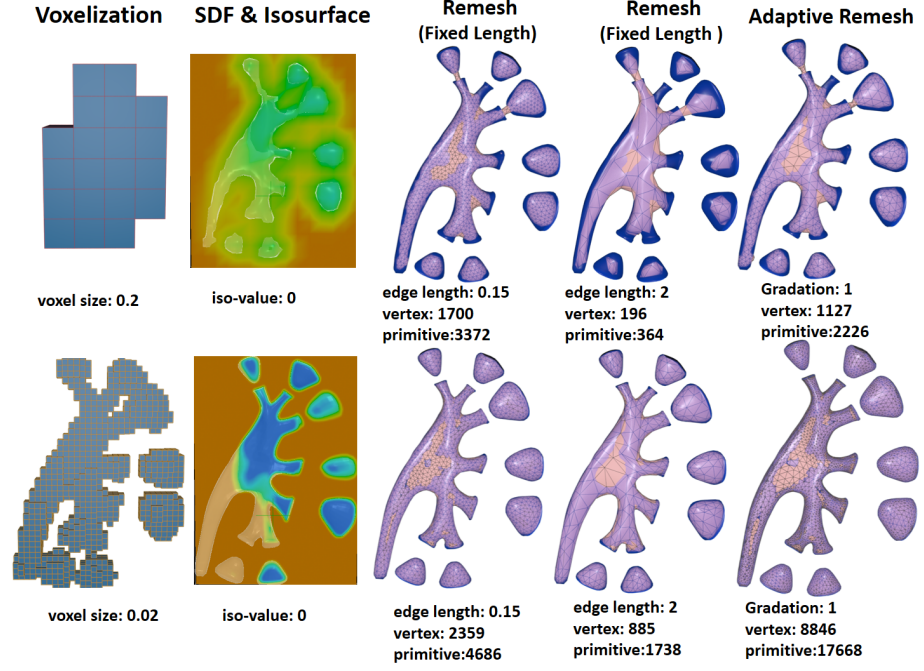 Voxelization
SDF & Isosurface
Remesh
(Fixed Length)
Remesh
(Fixed Length )
Adaptive Remesh
voxel size: 0.2
iso-value: 0
edge length: 0.15
vertex: 1700
primitive:3372
edge length: 2
vertex: 196
primitive:364
Gradation: 1
vertex: 1127
primitive:2226
voxel size: 0.02
iso-value: 0
edge length: 0.15
vertex: 2359
primitive:4686
edge length: 2
vertex: 885
primitive:1738
Gradation: 1
vertex: 8846
primitive:17668